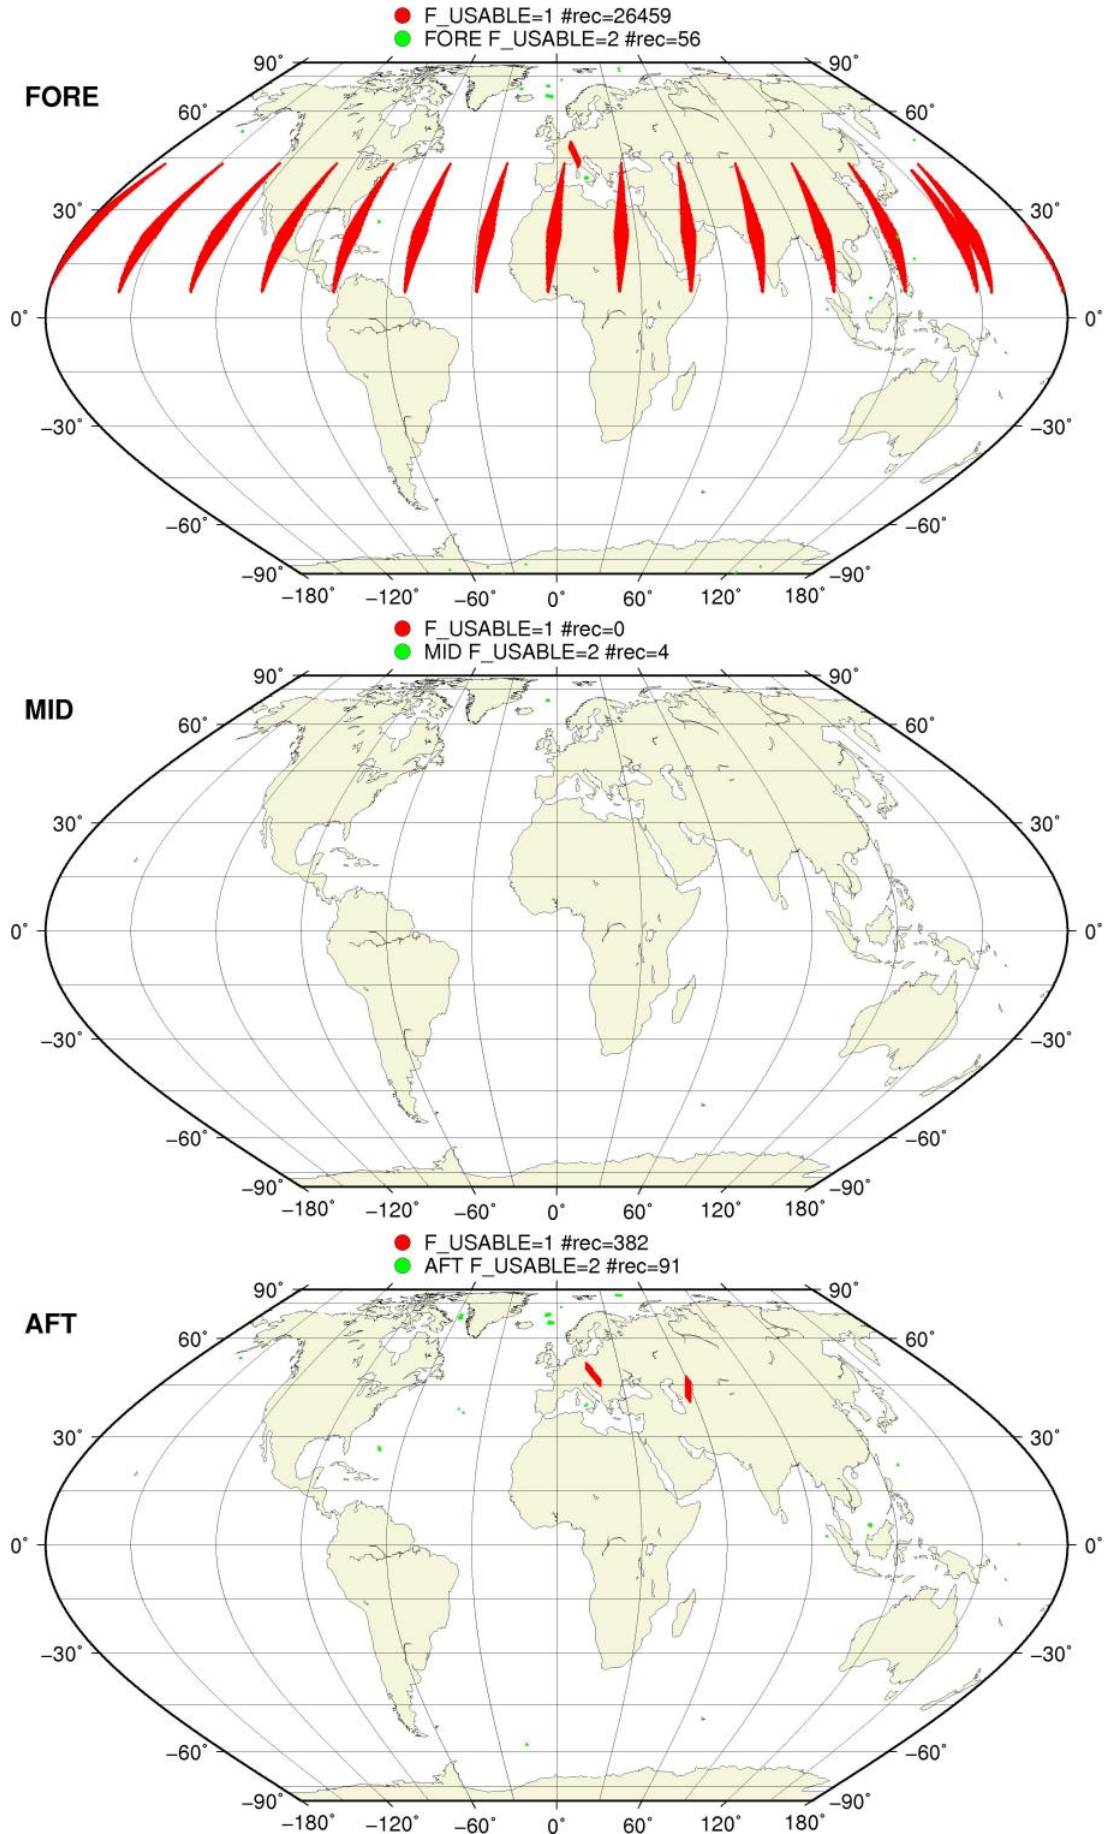 F_USABLE=1 #rec=26459
FORE F_USABLE=2 #rec=56
FORE
90° 90°
60° 60°
30° 30°
0° 0°
−30° −30°
−60° −60°
−90° −90°
−180° −120° −60° 0° 60° 120° 180°
F_USABLE=1 #rec=0
MID F_USABLE=2 #rec=4
MID
90° 90°
60° 60°
30° 30°
0° 0°
−30° −30°
−60° −60°
−90° −90°
−180° −120° −60° 0° 60° 120° 180°
F_USABLE=1 #rec=382
AFT F_USABLE=2 #rec=91
AFT
90° 90°
60° 60°
30° 30°
0° 0°
−30° −30°
−60° −60°
−90° −90°
−180° −120° −60° 0° 60° 120° 180°